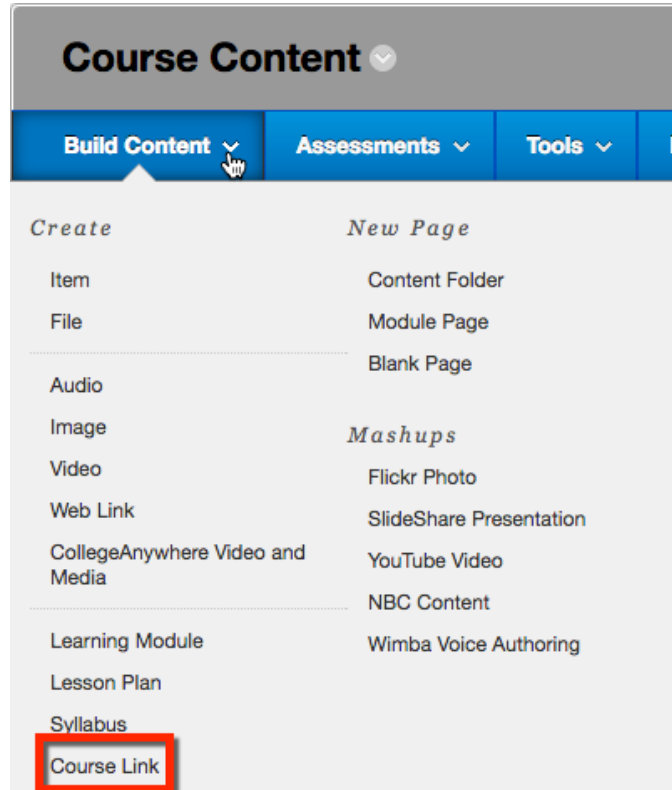 Course Content
Build Content
Assessments
Tools
Create
Item
File
Audio
Image
Video
Web Link
CollegeAnywhere Video and
Media
Learning Module
Lesson Plan
Syllabus
Course Link
New Page
Content Folder
Module Page
Blank Page
Mashups
Flickr Photo
SlideShare Presentation
YouTube Video
NBC Content
Wimba Voice Authoring